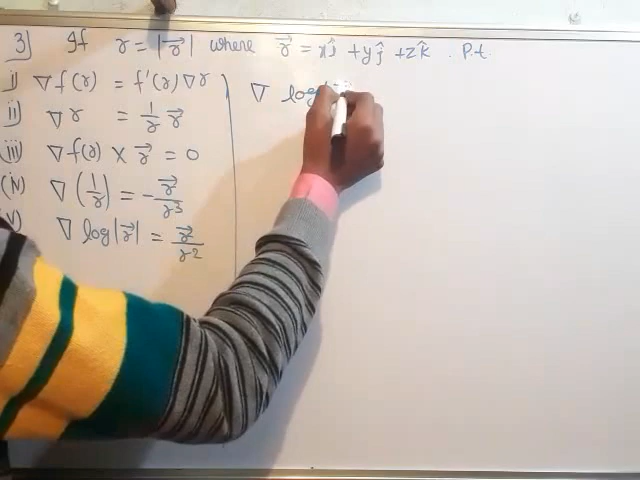 3] If r = |r⃗| where r⃗ = xî + yĵ + zk̂ . P.t.
i) ∇f(r) = f'(r)∇r
ii) ∇r = 1/r r⃗
(iii) ∇f(r) × r⃗ = 0
(iv) ∇(1/r) = - r⃗/r³
v) ∇ log|r⃗| = r⃗/r²
∇ log